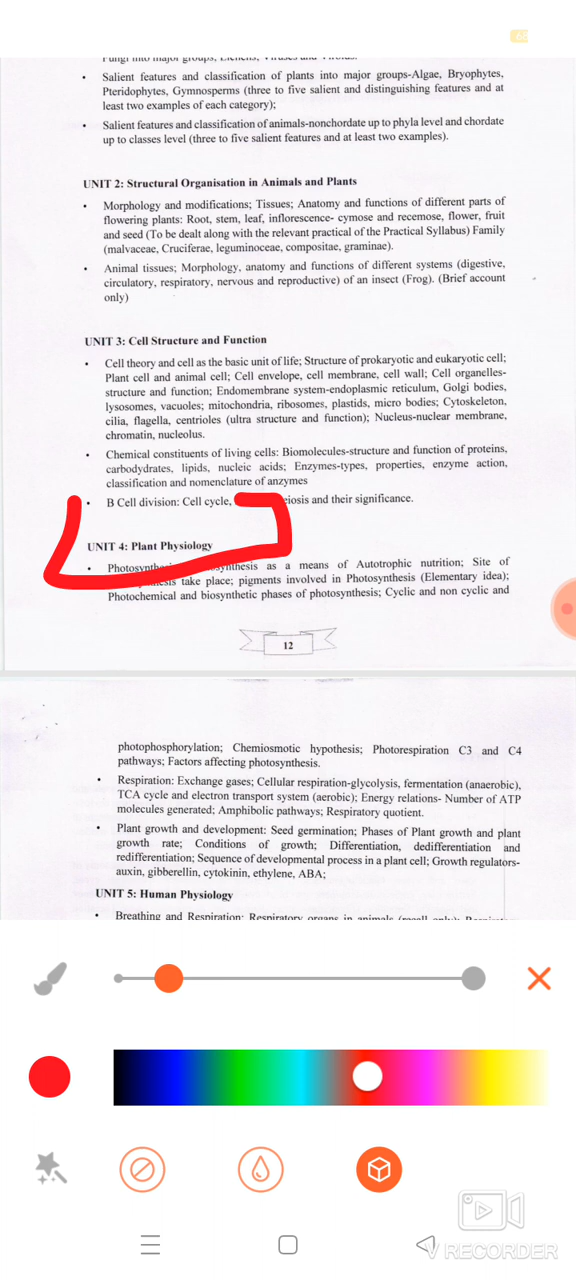 Salient features and classification of plants into major groups-Algae, Bryophytes,
Pteridophytes, Gymnosperms (three to five salient and distinguishing features and at
least two examples of each category);
Salient features and classification of animals-nonchordate up to phyla level and chordate
up to classes level (three to five salient features and at least two examples).
UNIT 2: Structural Organisation in Animals and Plants
Morphology and modifications; Tissues; Anatomy and functions of different parts of
flowering plants: Root, stem, leaf, inflorescence- cymose and recemose, flower, fruit
and seed (To be dealt along with the relevant practical of the Practical Syllabus) Family
(malvaceae, Cruciferae, leguminoceae, compositae, graminae).
Animal tissues; Morphology, anatomy and functions of different systems (digestive,
circulatory, respiratory, nervous and reproductive) of an insect (Frog). (Brief account
only)
UNIT 3: Cell Structure and Function
Cell theory and cell as the basic unit of life; Structure of prokaryotic and eukaryotic cell;
Plant cell and animal cell; Cell envelope, cell membrane, cell wall; Cell organelles-
structure and function; Endomembrane system-endoplasmic reticulum, Golgi bodies,
lysosomes, vacuoles; mitochondria, ribosomes, plastids, micro bodies; Cytoskeleton,
cilia, flagella, centrioles (ultra structure and function); Nucleus-nuclear membrane,
chromatin, nucleolus.
Chemical constituents of living cells: Biomolecules-structure and function of proteins,
carbodydrates, lipids, nucleic acids; Enzymes-types, properties, enzyme action,
classification and nomenclature of anzymes
B Cell division: Cell cycle, eiosis and their significance.
UNIT 4: Plant Physiology
as a means of Autotrophic nutrition; Site of
take place; pigments involved in Photosynthesis (Elementary idea);
Photochemical and biosynthetic phases of photosynthesis; Cyclic and non cyclic and
12
photophosphorylation; Chemiosmotic hypothesis; Photorespiration C3 and C4
pathways; Factors affecting photosynthesis.
Respiration: Exchange gases; Cellular respiration-glycolysis, fermentation (anaerobic),
TCA cycle and electron transport system (aerobic); Energy relations- Number of ATP
molecules generated; Amphibolic pathways; Respiratory quotient.
Plant growth and development: Seed germination; Phases of Plant growth and plant
growth rate; Conditions of growth; Differentiation, dedifferentiation and
redifferentiation; Sequence of developmental process in a plant cell; Growth regulators-
auxin, gibberellin, cytokinin, ethylene, ABA;
UNIT 5: Human Physiology
Breathing and Respiration: Respiratory organs in animals (recall only);
V RECORDER